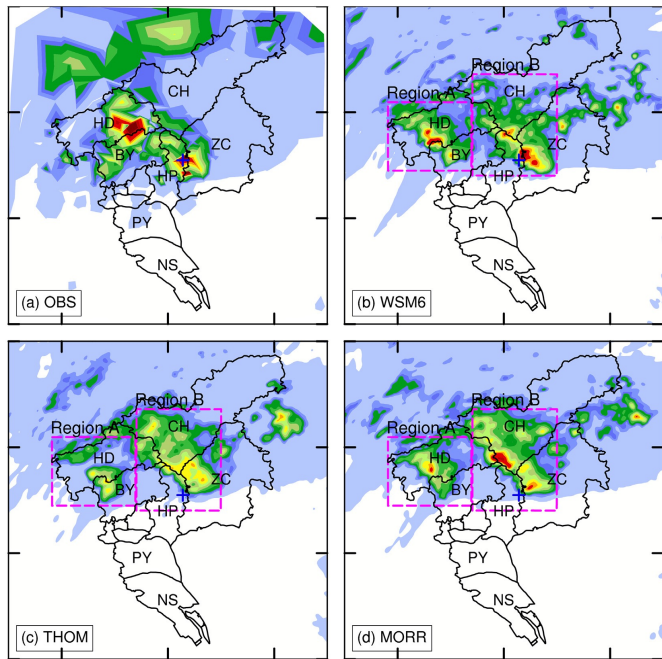 CH
HD
ZC
BY
HP
PY
NS
(a) OBS
Region B
CH
Region A
HD
ZC
BY
HP
PY
NS
(b) WSM6
Region B
CH
Region A
HD
ZC
BY
HP
PY
NS
(c) THOM
Region B
CH
Region A
HD
ZC
BY
HP
PY
NS
(d) MORR